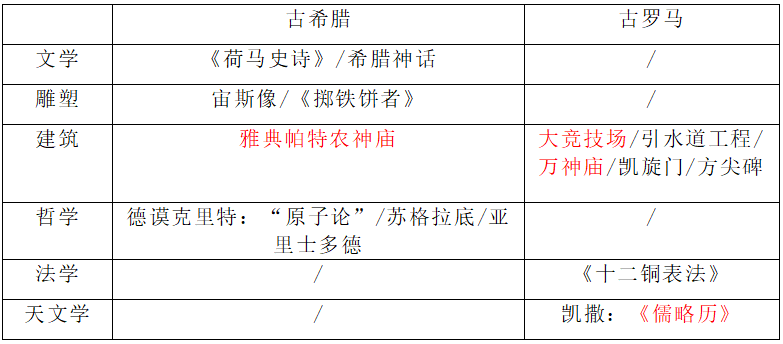 古希腊 古罗马
文学 《荷马史诗》/希腊神话 /
雕塑 宙斯像/《掷铁饼者》 /
建筑 雅典帕特农神庙 大竞技场/引水道工程/
万神庙/凯旋门/方尖碑
哲学 德谟克里特：“原子论”/苏格拉底/亚 /
里士多德
法学 / 《十二铜表法》
天文学 / 凯撒：《儒略历》